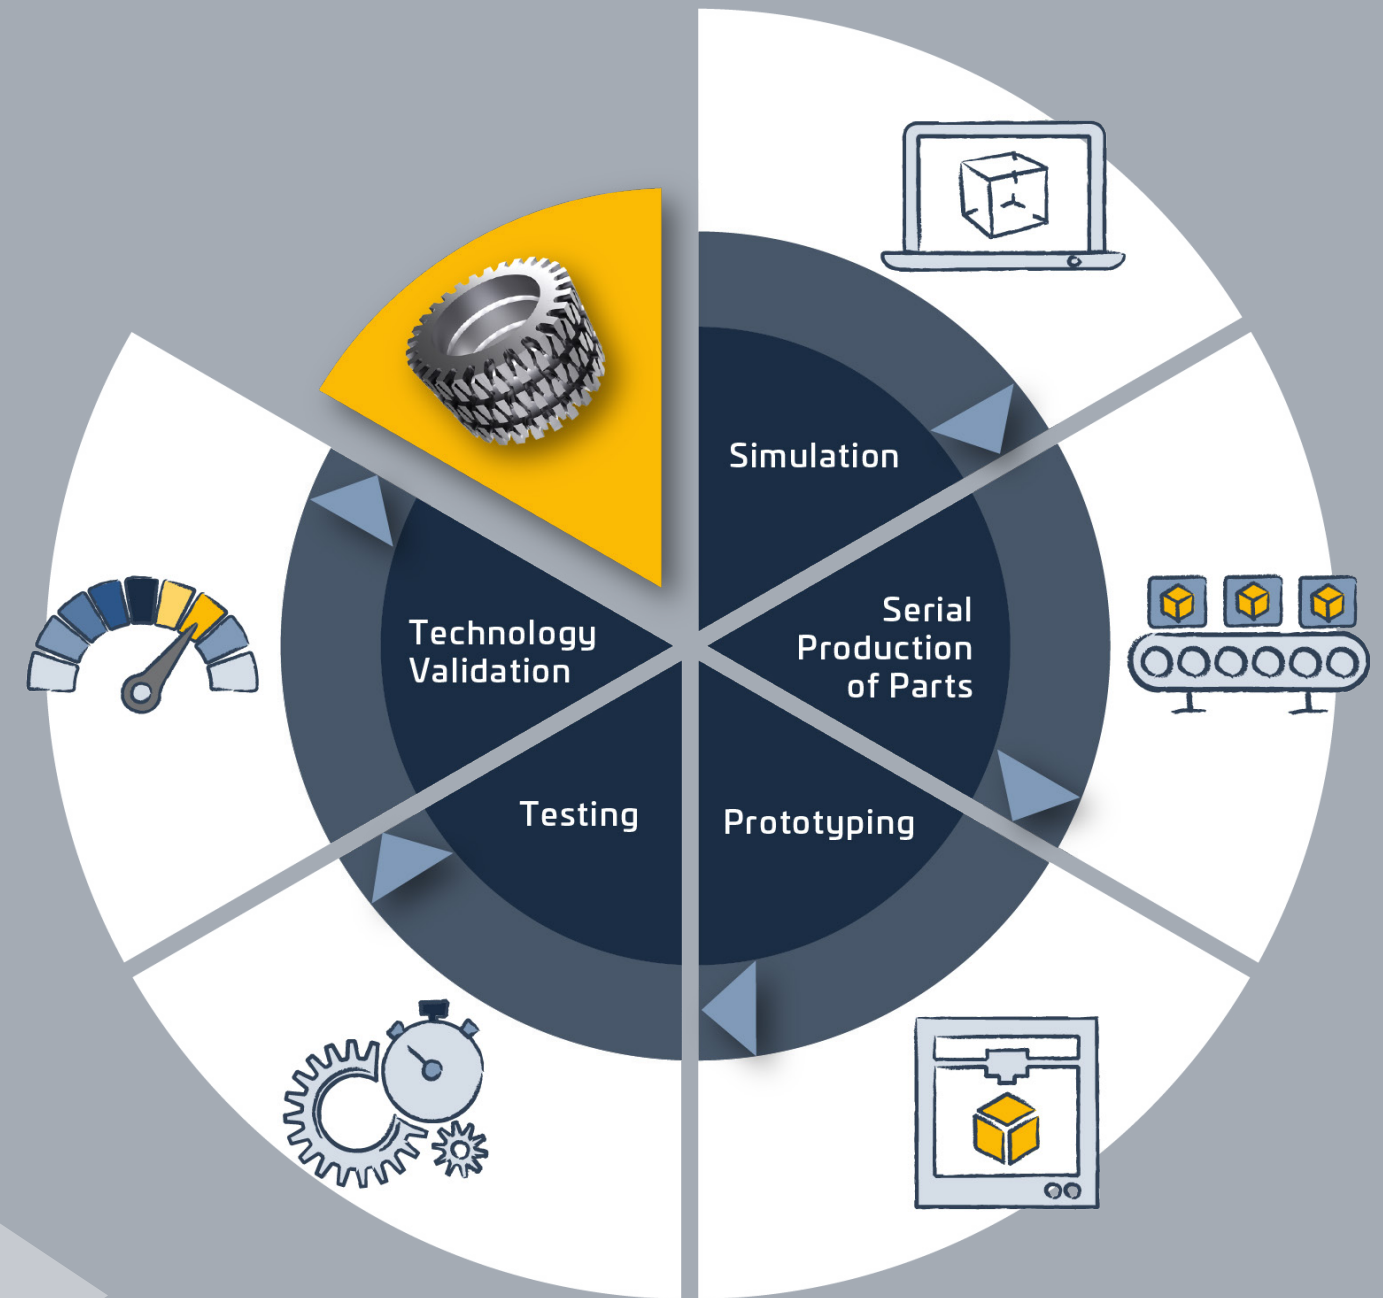 Simulation
Serial
Production
of Parts
Prototyping
Testing
Technology
Validation